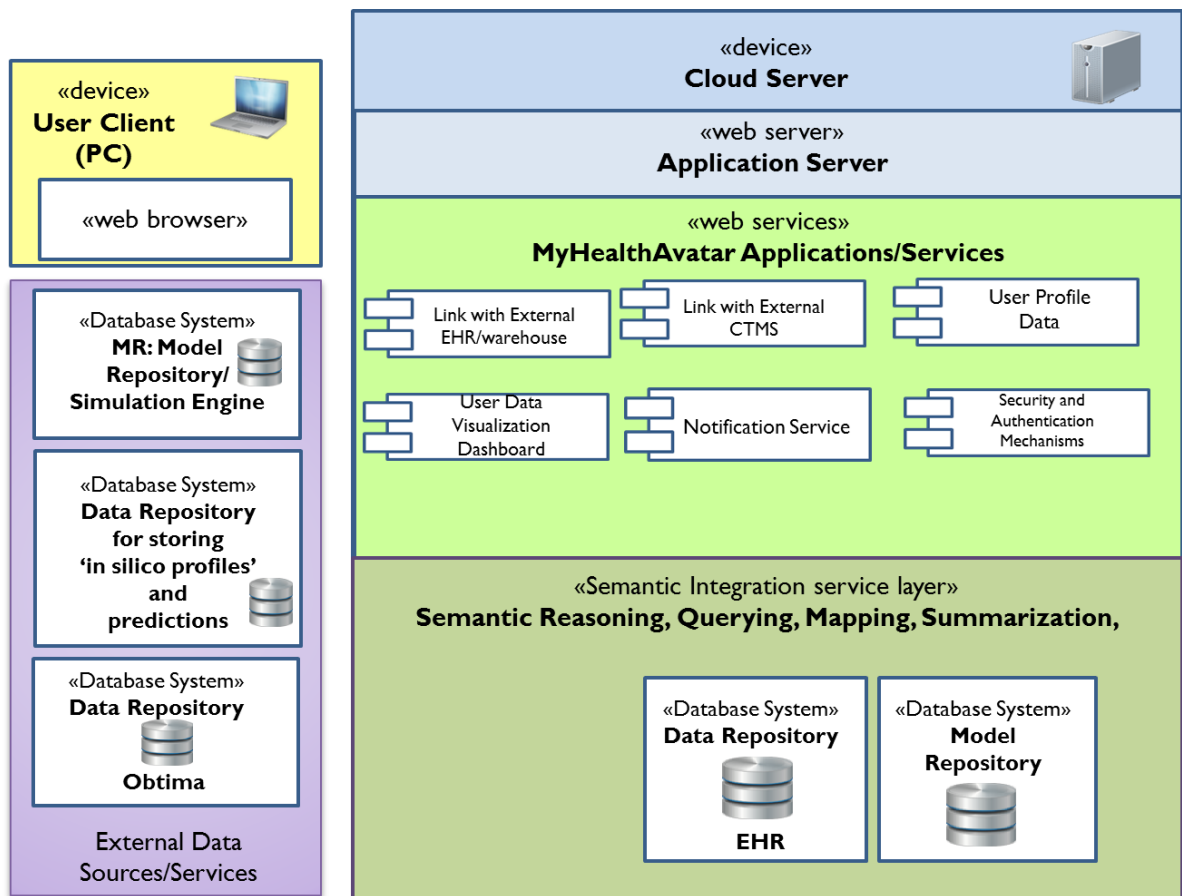 «device»
User Client
(PC)
«web browser»
«Database System»
MR: Model
Repository/
Simulation Engine
«Database System»
Data Repository
for storing
‘in silico profiles’
and
predictions
«Database System»
Data Repository
Obtima
External Data
Sources/Services
«device»
Cloud Server
«web server»
Application Server
«web services»
MyHealthAvatar Applications/Services
Link with External
EHR/warehouse
Link with External
CTMS
User Profile
Data
User Data
Visualization
Dashboard
Notification Service
Security and
Authentication
Mechanisms
«Semantic Integration service layer»
Semantic Reasoning, Querying, Mapping, Summarization,
«Database System»
Data Repository
EHR
«Database System»
Model
Repository